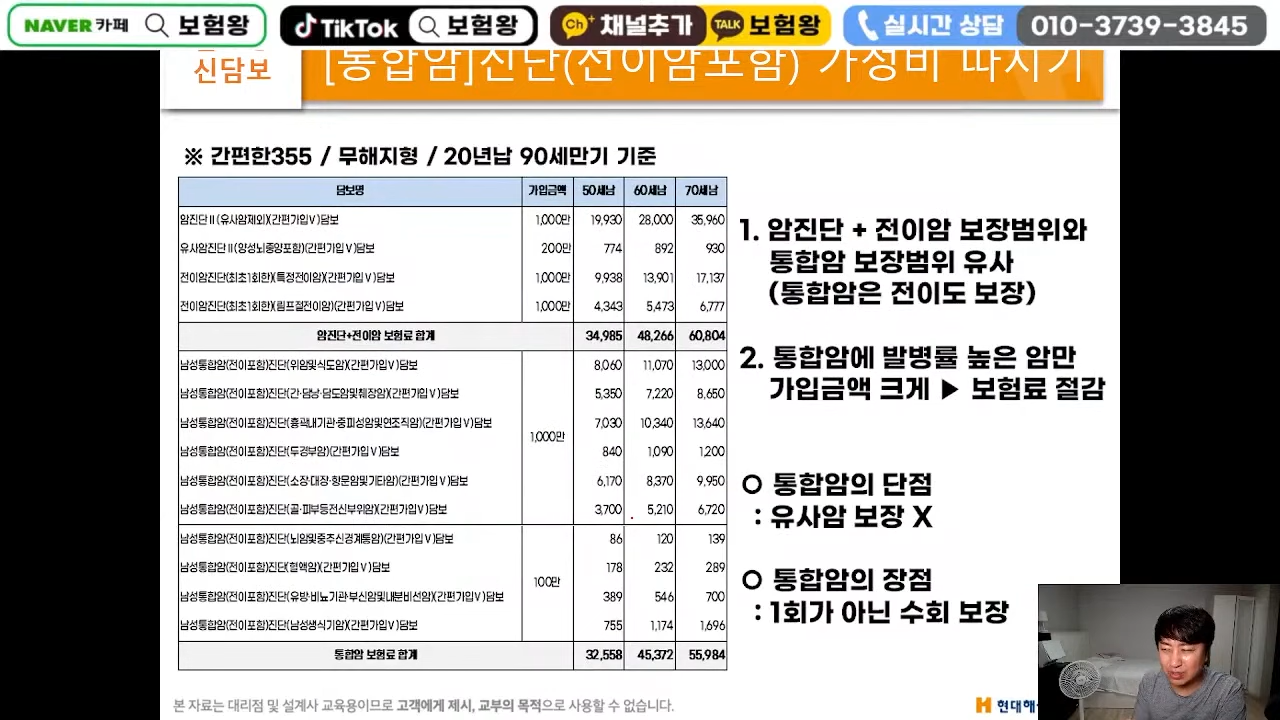 NAVER 카페 보험왕 TikTok 보험왕 Ch+ 채널추가 TALK 보험왕 실시간 상담 010-3739-3845
신담보 [통합암]진단(전이암포함) 가성비 따지기
※ 간편한355 / 무해지형 / 20년납 90세만기 기준
담보명 가입금액 50세남 60세남 70세남
암진단Ⅱ(유사암제외)(간편가입Ⅴ)담보 1,000만 19,930 28,000 35,960
유사암진단Ⅱ(양성뇌종양포함)(간편가입Ⅴ)담보 200만 774 892 930
전이암진단(최초1회한)(특정전이암)(간편가입Ⅴ)담보 1,000만 9,938 13,901 17,137
전이암진단(최초1회한)(림프절전이암)(간편가입Ⅴ)담보 1,000만 4,343 5,473 6,777
암진단+전이암 보험료 합계 34,985 48,266 60,804
남성통합암(전이포함)진단(위암및식도암)(간편가입Ⅴ)담보 8,060 11,070 13,000
남성통합암(전이포함)진단(간·담낭·담도암및췌장암)(간편가입Ⅴ)담보 5,350 7,220 8,650
남성통합암(전이포함)진단(흉곽내기관·중피성암및연조직암)(간편가입Ⅴ)담보 7,030 10,340 13,640
1,000만
남성통합암(전이포함)진단(두경부암)(간편가입Ⅴ)담보 840 1,090 1,200
남성통합암(전이포함)진단(소장·대장·항문암및기타암)(간편가입Ⅴ)담보 6,170 8,370 9,950
남성통합암(전이포함)진단(골·피부등전신부위암)(간편가입Ⅴ)담보 3,700 5,210 6,720
남성통합암(전이포함)진단(뇌암및중추신경계통암)(간편가입Ⅴ)담보 86 120 139
남성통합암(전이포함)진단(혈액암)(간편가입Ⅴ)담보 178 232 289
100만
남성통합암(전이포함)진단(유방·비뇨기관·부신암및내분비선암)(간편가입Ⅴ)담보 389 546 700
남성통합암(전이포함)진단(남성생식기암)(간편가입Ⅴ)담보 755 1,174 1,696
통합암 보험료 합계 32,558 45,372 55,984
1. 암진단 + 전이암 보장범위와
통합암 보장범위 유사
(통합암은 전이도 보장)
2. 통합암에 발병률 높은 암만
가입금액 크게 ▶ 보험료 절감
○ 통합암의 단점
: 유사암 보장 X
○ 통합암의 장점
: 1회가 아닌 수회 보장
본 자료는 대리점 및 설계사 교육용이므로 고객에게 제시, 교부의 목적으로 사용할 수 없습니다.
현대해